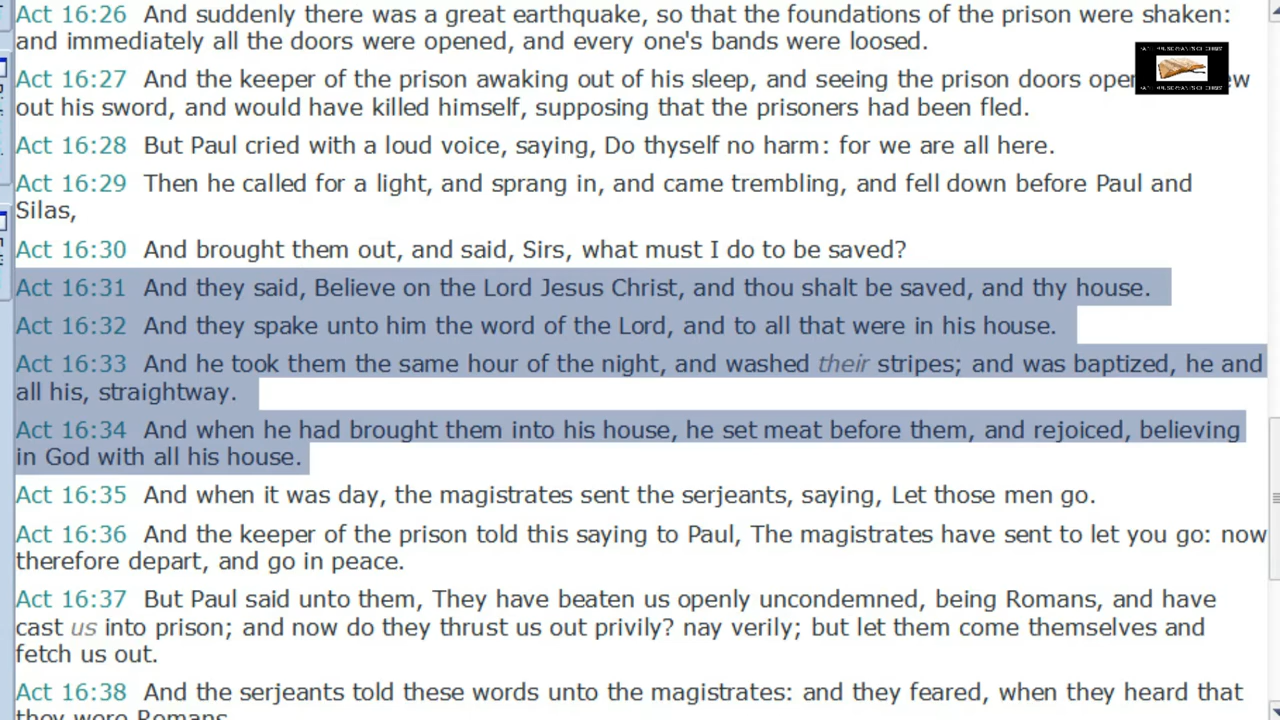 Act 16:26 And suddenly there was a great earthquake, so that the foundations of the prison were shaken:
and immediately all the doors were opened, and every one's bands were loosed.
Act 16:27 And the keeper of the prison awaking out of his sleep, and seeing the prison doors
out his sword, and would have killed himself, supposing that the prisoners had been fled.
Act 16:28 But Paul cried with a loud voice, saying, Do thyself no harm: for we are all here.
Act 16:29 Then he called for a light, and sprang in, and came trembling, and fell down before Paul and
Silas,
Act 16:30 And brought them out, and said, Sirs, what must I do to be saved?
Act 16:31 And they said, Believe on the Lord Jesus Christ, and thou shalt be saved, and thy house.
Act 16:32 And they spake unto him the word of the Lord, and to all that were in his house.
Act 16:33 And he took them the same hour of the night, and washed their stripes; and was baptized, he and
all his, straightway.
Act 16:34 And when he had brought them into his house, he set meat before them, and rejoiced, believing
in God with all his house.
Act 16:35 And when it was day, the magistrates sent the serjeants, saying, Let those men go.
Act 16:36 And the keeper of the prison told this saying to Paul, The magistrates have sent to let you go: now
therefore depart, and go in peace.
Act 16:37 But Paul said unto them, They have beaten us openly uncondemned, being Romans, and have
cast us into prison; and now do they thrust us out privily? nay verily; but let them come themselves and
fetch us out.
Act 16:38 And the serjeants told these words unto the magistrates: and they feared, when they heard that
they were Romans